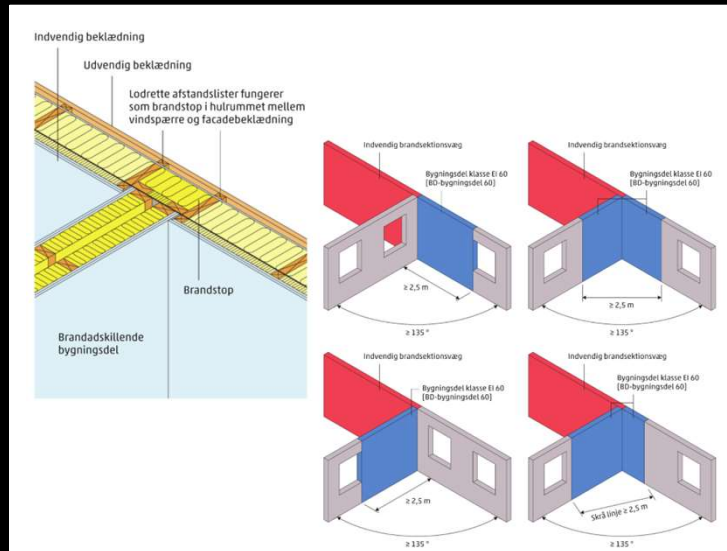 Indvendig beklædning
Udvendig beklædning
Lodrette afstandslister fungerer
som brandstop i hulrummet mellem
vindspærre og facadebeklædning
Brandstop
Brandadskillende
bygningsdel
Indvendig brandsektionsvæg
Bygningsdel klasse EI 60
[BD-bygningsdel 60]
≥ 2,5 m
≥ 135 °
Indvendig brandsektionsvæg
Bygningsdel klasse EI 60
[BD-bygningsdel 60]
≥ 2,5 m
≥ 135 °
Indvendig brandsektionsvæg
Bygningsdel klasse EI 60
[BD-bygningsdel 60]
≥ 2,5 m
≥ 135 °
Indvendig brandsektionsvæg
Bygningsdel klasse EI 60
[BD-bygningsdel 60]
Skrå linje ≥ 2,5 m
≥ 135 °